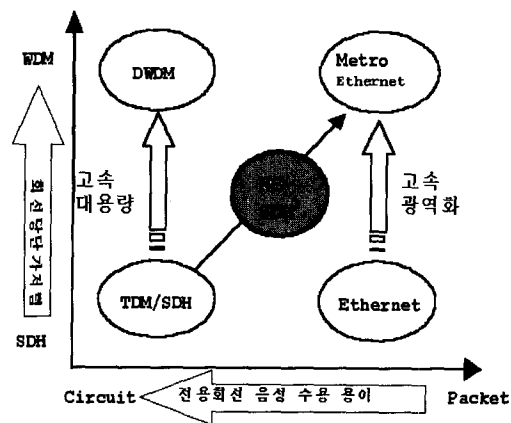 WDM
DWDM
Metro
Ethernet
고속
대용량
고속
광역화
회선당단가저렴
TDM/SDH
Ethernet
SDH
Circuit
전용회선 음성 수용 용이
Packet